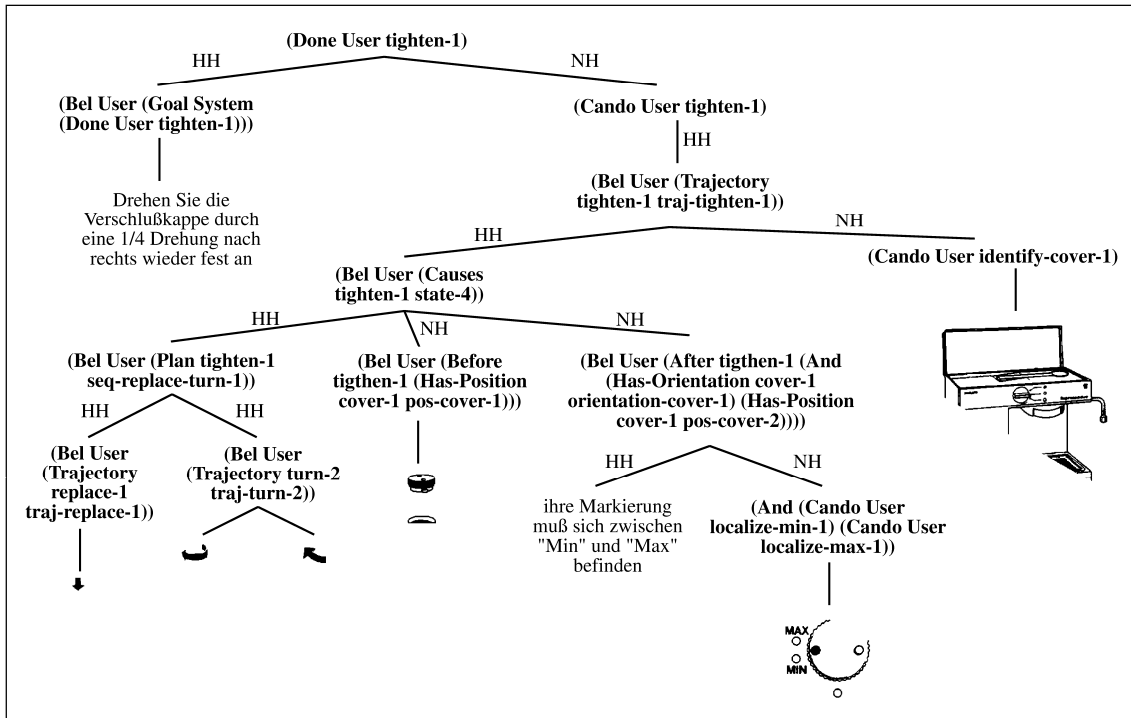 (Done User tighten-1)
HH
NH
(Bel User (Goal System
(Done User tighten-1)))
(Cando User tighten-1)
HH
Drehen Sie die
Verschlußkappe durch
eine 1/4 Drehung nach
rechts wieder fest an
(Bel User (Trajectory
tighten-1 traj-tighten-1))
HH
NH
(Bel User (Causes
tighten-1 state-4))
(Cando User identify-cover-1)
HH
NH
NH
(Bel User (Plan tighten-1
seq-replace-turn-1))
(Bel User (Before
tigthen-1 (Has-Position
cover-1 pos-cover-1)))
(Bel User (After tigthen-1 (And
(Has-Orientation cover-1
orientation-cover-1) (Has-Position
cover-1 pos-cover-2))))
HH
HH
(Bel User
(Trajectory
replace-1
traj-replace-1))
(Bel User
(Trajectory turn-2
traj-turn-2))
HH
NH
ihre Markierung
muß sich zwischen
"Min" und "Max"
befinden
(And (Cando User
localize-min-1) (Cando User
localize-max-1))
MAX
MIN